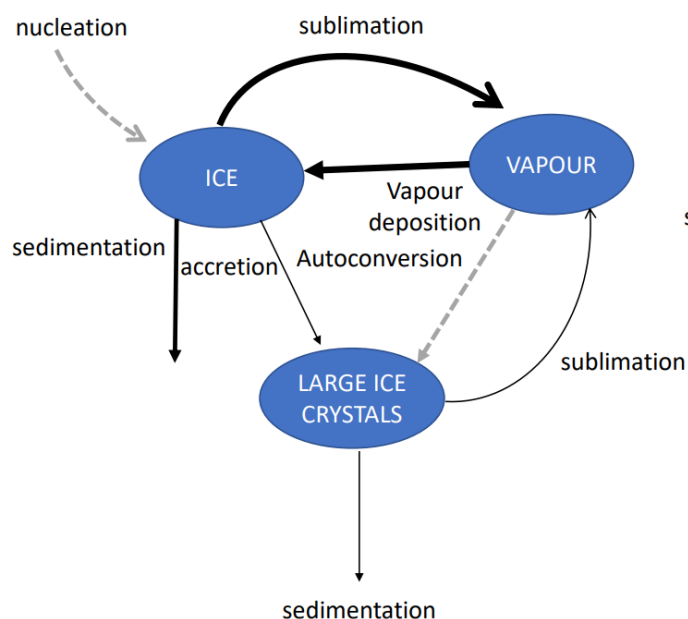 sublimation
nucleation
ICE
VAPOUR
Vapour
deposition
sedimentation
accretion
Autoconversion
s
sublimation
LARGE ICE
CRYSTALS
sedimentation